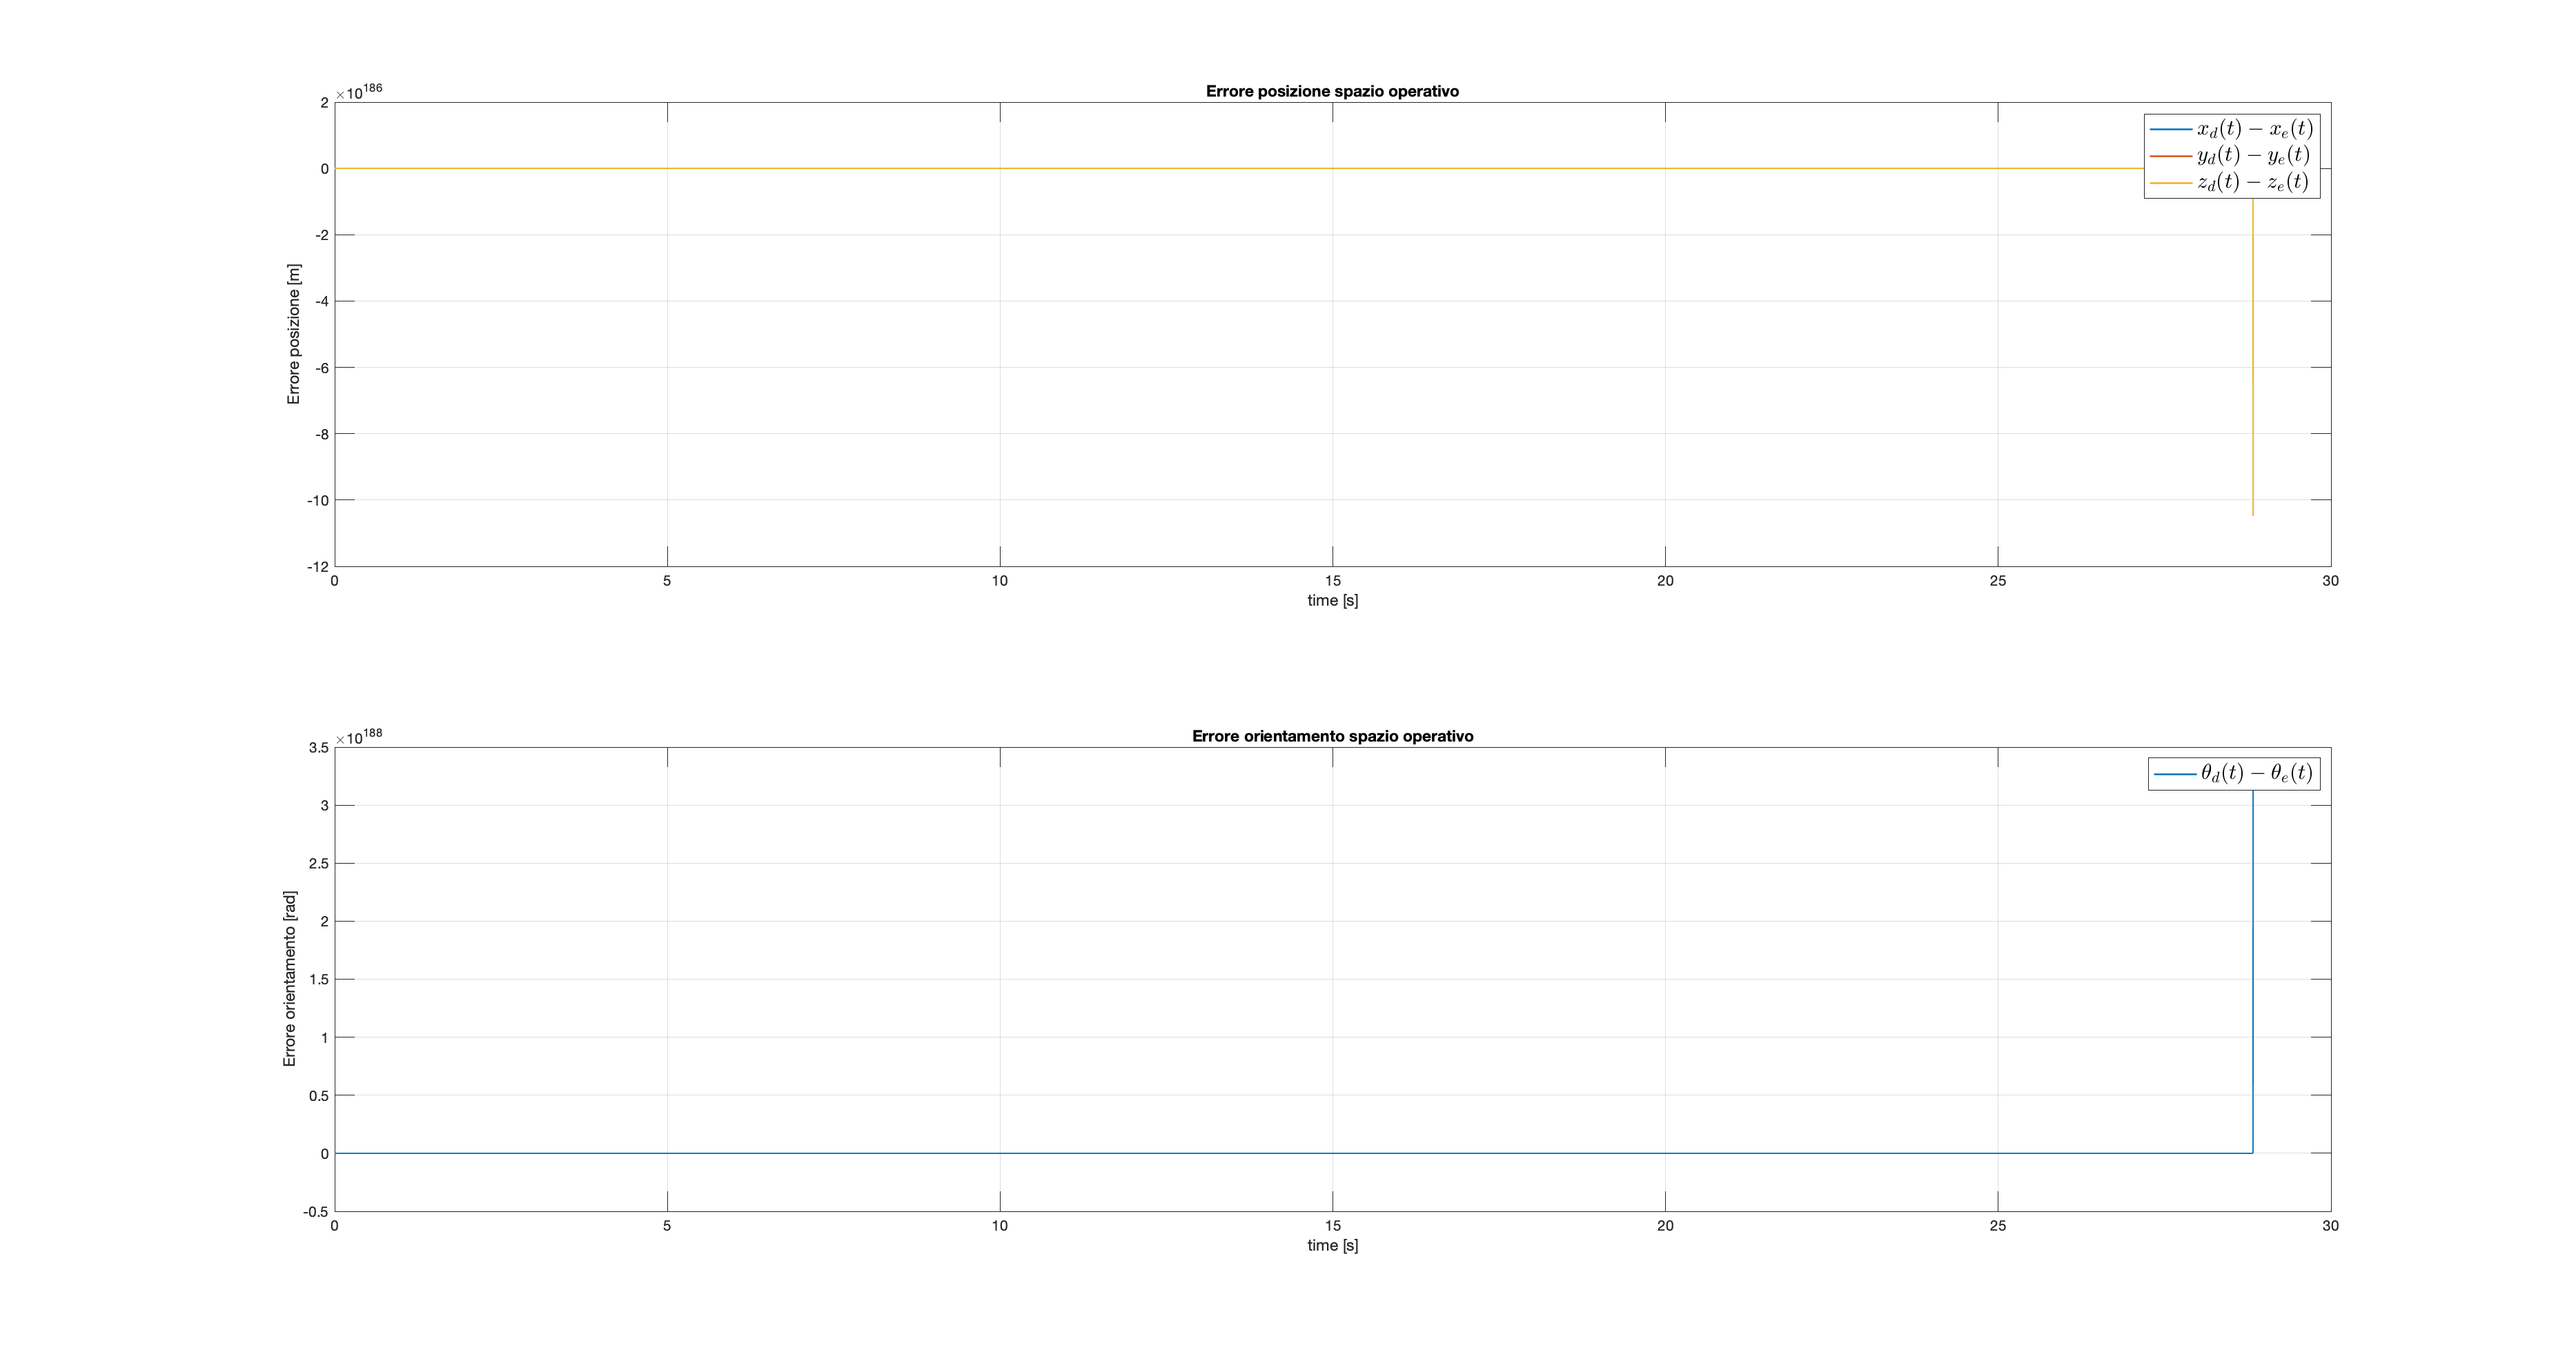 Errore posizione spazio operativo
×10^186
2
0
-2
-4
-6
-8
-10
-12
Errore posizione [m]
x_d(t) − x_e(t)
y_d(t) − y_e(t)
z_d(t) − z_e(t)
0 5 10 15 20 25 30
time [s]
Errore orientamento spazio operativo
×10^188
3.5
3
2.5
2
1.5
1
0.5
0
-0.5
Errore orientamento [rad]
θ_d(t) − θ_e(t)
0 5 10 15 20 25 30
time [s]